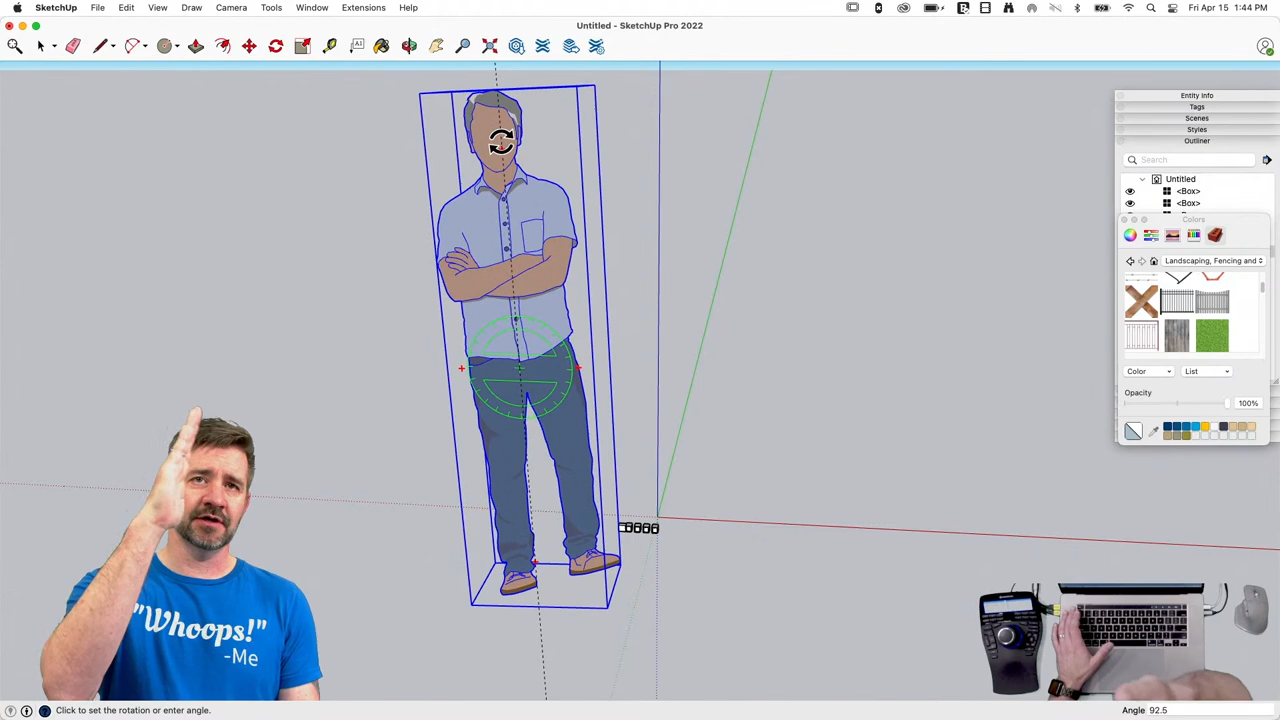 SketchUp File Edit View Draw Camera Tools Window Extensions Help Fri Apr 15 1:44 PM
Untitled - SketchUp Pro 2022
A1
Entity Info
Tags
Scenes
Styles
Outliner
Search
Untitled
<Box>
<Box>
Colors
Landscaping, Fencing and
Color List
Opacity
100%
"Whoops!"
-Me
Click to set the rotation or enter angle.
Angle 92.5